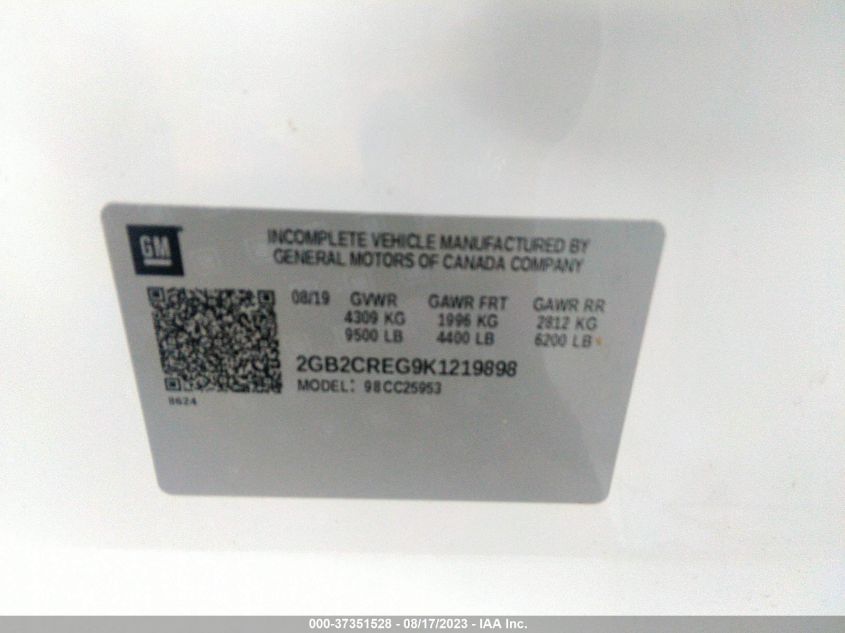 GM
INCOMPLETE VEHICLE MANUFACTURED BY
GENERAL MOTORS OF CANADA COMPANY
08/19 GVWR GAWR FRT GAWR RR
4309 KG 1996 KG 2812 KG
9500 LB 4400 LB 6200 LB
2GB2CREG9K1219898
MODEL: 98CC25953
8624
000-37351528 - 08/17/2023 - IAA Inc.